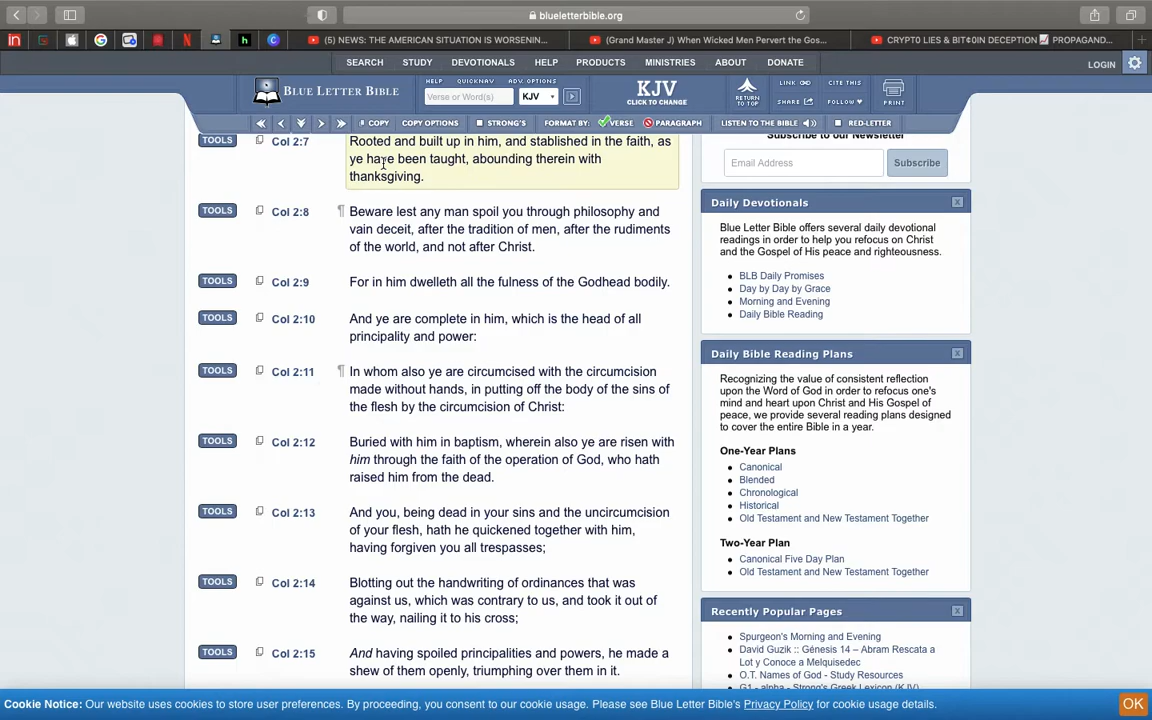 blueletterbible.org
(5) NEWS: THE AMERICAN SITUATION IS WORSENIN...
(Grand Master J) When Wicked Men Pervert the Gos...
CRYPT0 LIES & BIT¢0IN DECEPTION 📈 PROPAGAND...
SEARCH STUDY DEVOTIONALS HELP PRODUCTS MINISTRIES ABOUT DONATE
LOGIN
BLUE LETTER BIBLE
HELP QUICKNAV ADV. OPTIONS
Verse or Word(s) KJV
KJV
CLICK TO CHANGE
RETURN TO TOP
LINK CITE THIS
SHARE FOLLOW
PRINT
COPY COPY OPTIONS STRONG'S FORMAT BY: VERSE PARAGRAPH LISTEN TO THE BIBLE RED-LETTER
TOOLS Col 2:7 Rooted and built up in him, and stablished in the faith, as
ye have been taught, abounding therein with
thanksgiving.
TOOLS Col 2:8 ¶ Beware lest any man spoil you through philosophy and
vain deceit, after the tradition of men, after the rudiments
of the world, and not after Christ.
TOOLS Col 2:9 For in him dwelleth all the fulness of the Godhead bodily.
TOOLS Col 2:10 And ye are complete in him, which is the head of all
principality and power:
TOOLS Col 2:11 ¶ In whom also ye are circumcised with the circumcision
made without hands, in putting off the body of the sins of
the flesh by the circumcision of Christ:
TOOLS Col 2:12 Buried with him in baptism, wherein also ye are risen with
him through the faith of the operation of God, who hath
raised him from the dead.
TOOLS Col 2:13 And you, being dead in your sins and the uncircumcision
of your flesh, hath he quickened together with him,
having forgiven you all trespasses;
TOOLS Col 2:14 Blotting out the handwriting of ordinances that was
against us, which was contrary to us, and took it out of
the way, nailing it to his cross;
TOOLS Col 2:15 And having spoiled principalities and powers, he made a
shew of them openly, triumphing over them in it.
Subscribe to our Newsletter
Email Address Subscribe
Daily Devotionals
Blue Letter Bible offers several daily devotional
readings in order to help you refocus on Christ
and the Gospel of His peace and righteousness.
BLB Daily Promises
Day by Day by Grace
Morning and Evening
Daily Bible Reading
Daily Bible Reading Plans
Recognizing the value of consistent reflection
upon the Word of God in order to refocus one's
mind and heart upon Christ and His Gospel of
peace, we provide several reading plans designed
to cover the entire Bible in a year.
One-Year Plans
Canonical
Blended
Chronological
Historical
Old Testament and New Testament Together
Two-Year Plan
Canonical Five Day Plan
Old Testament and New Testament Together
Recently Popular Pages
Spurgeon's Morning and Evening
David Guzik :: Génesis 14 – Abram Rescata a
Lot y Conoce a Melquisedec
O.T. Names of God - Study Resources
G1 - alpha - Strong's Greek Lexicon (KJV)
Cookie Notice: Our website uses cookies to store user preferences. By proceeding, you consent to our cookie usage. Please see Blue Letter Bible's Privacy Policy for cookie usage details.
OK